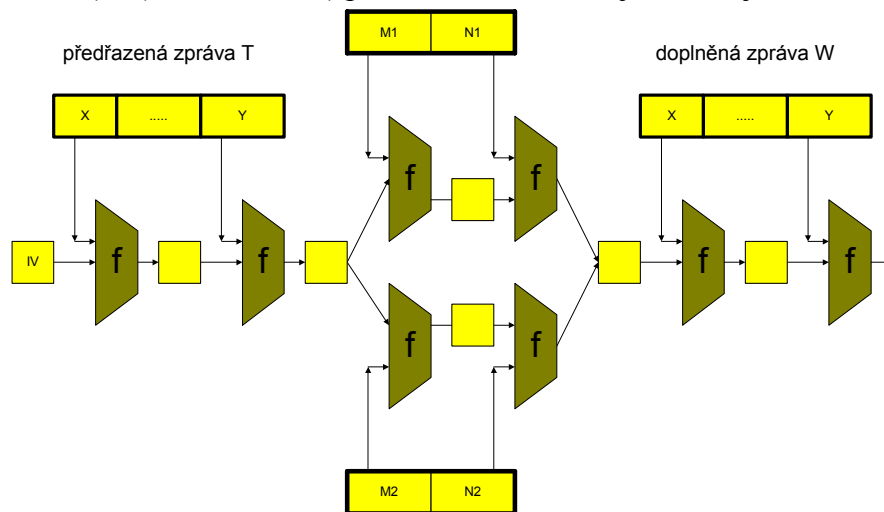 M1 N1
předřazená zpráva T
doplněná zpráva W
X ..... Y
X ..... Y
f
f
f
f
IV
f
f
f
f
M2 N2